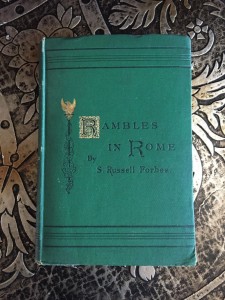 RAMBLES
IN ROME
By
S. Russell Forbes